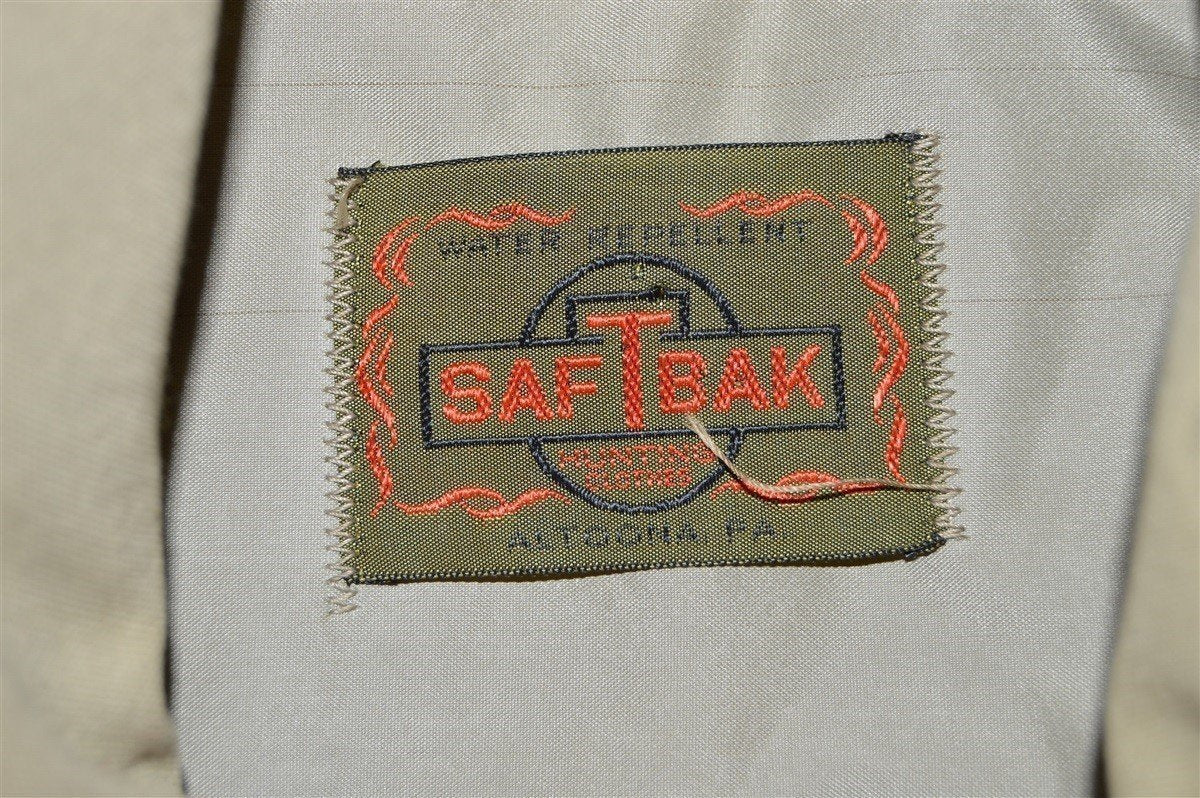 WATER REPELLENT
SAFTBAK
HUNTING
CLOTHES
ALTOONA, PA.